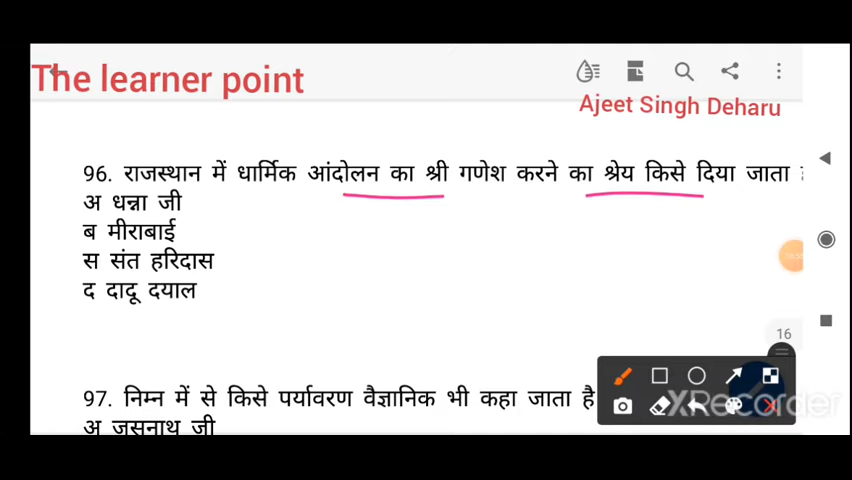 The learner point
Ajeet Singh Deharu
96. राजस्थान में धार्मिक आंदोलन का श्री गणेश करने का श्रेय किसे दिया जाता
अ धन्ना जी
ब मीराबाई
स संत हरिदास
द दादू दयाल
16
97. निम्न में से किसे पर्यावरण वैज्ञानिक भी कहा जाता है
XRecorder
अ जसनाथ जी